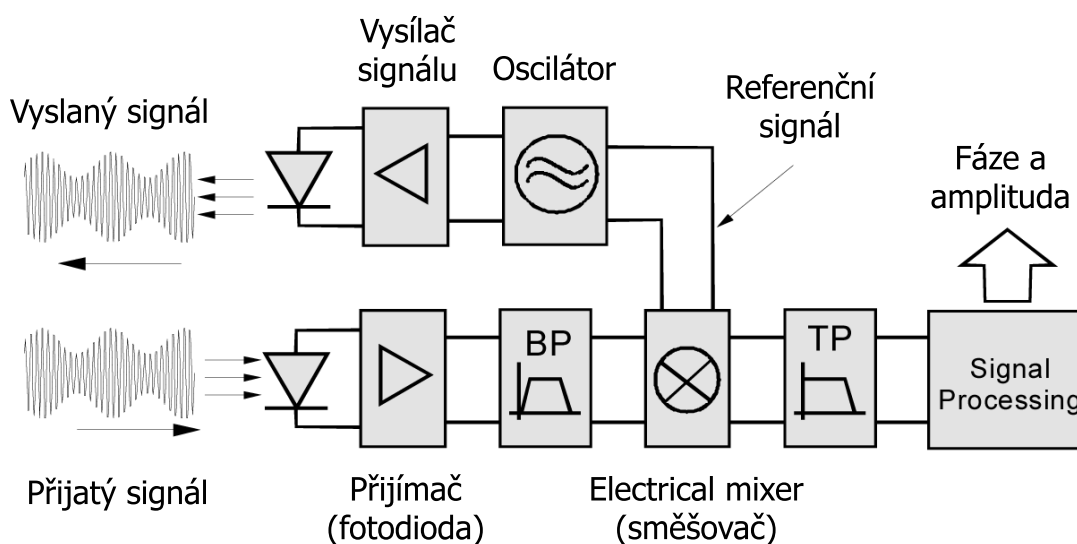 Vysílač
signálu
Oscilátor
Vyslaný signál
Referenční
signál
Fáze a
amplituda
BP
TP
Signal
Processing
Přijatý signál
Přijímač
(fotodioda)
Electrical mixer
(směšovač)